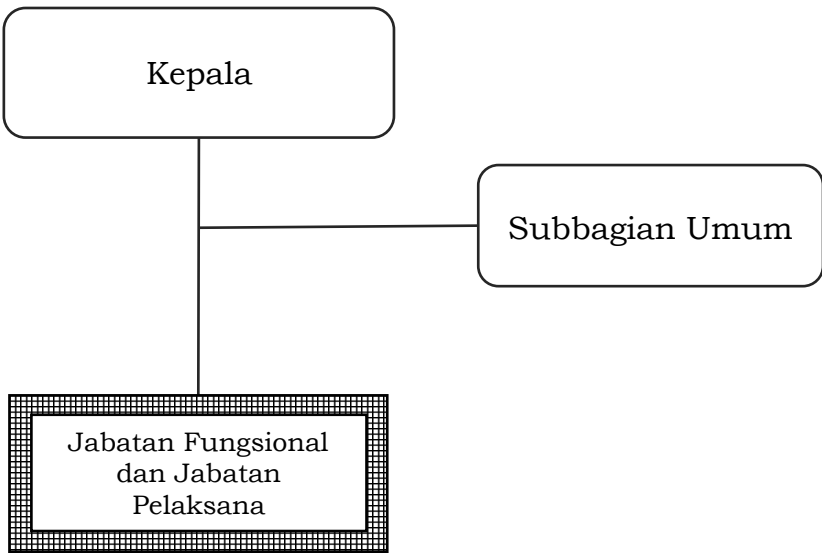 Kepala
Subbagian Umum
Jabatan Fungsional
dan Jabatan
Pelaksana